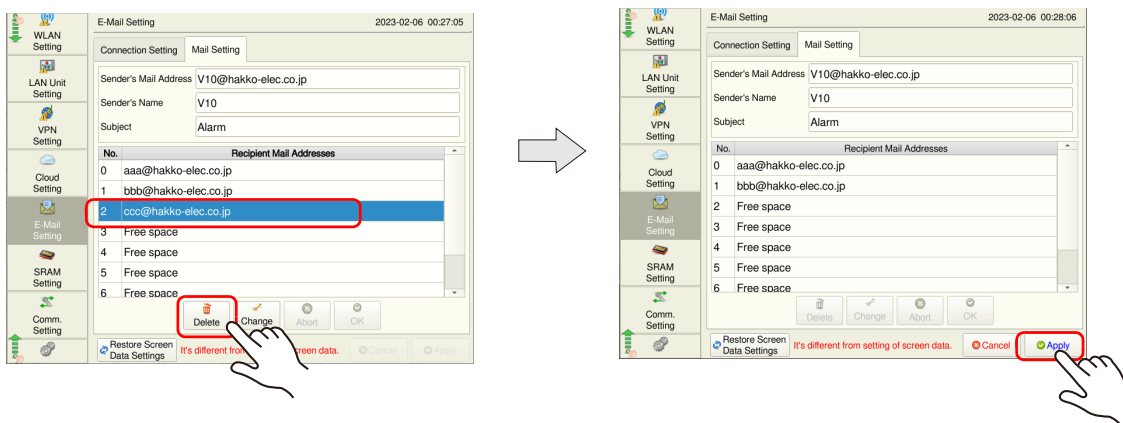 E-Mail Setting 2023-02-06 00:27:05
WLAN
Setting
LAN Unit
Setting
VPN
Setting
Cloud
Setting
E-Mail
Setting
SRAM
Setting
Comm.
Setting
Connection Setting Mail Setting
Sender's Mail Address V10@hakko-elec.co.jp
Sender's Name V10
Subject Alarm
No. Recipient Mail Addresses
0 aaa@hakko-elec.co.jp
1 bbb@hakko-elec.co.jp
2 ccc@hakko-elec.co.jp
3 Free space
4 Free space
5 Free space
6 Free space
Delete Change Abort OK
Restore Screen
Data Settings
It's different from screen data. Cancel Apply
E-Mail Setting 2023-02-06 00:28:06
WLAN
Setting
LAN Unit
Setting
VPN
Setting
Cloud
Setting
E-Mail
Setting
SRAM
Setting
Comm.
Setting
Connection Setting Mail Setting
Sender's Mail Address V10@hakko-elec.co.jp
Sender's Name V10
Subject Alarm
No. Recipient Mail Addresses
0 aaa@hakko-elec.co.jp
1 bbb@hakko-elec.co.jp
2 Free space
3 Free space
4 Free space
5 Free space
6 Free space
Delete Change Abort OK
Restore Screen
Data Settings
It's different from setting of screen data. Cancel Apply